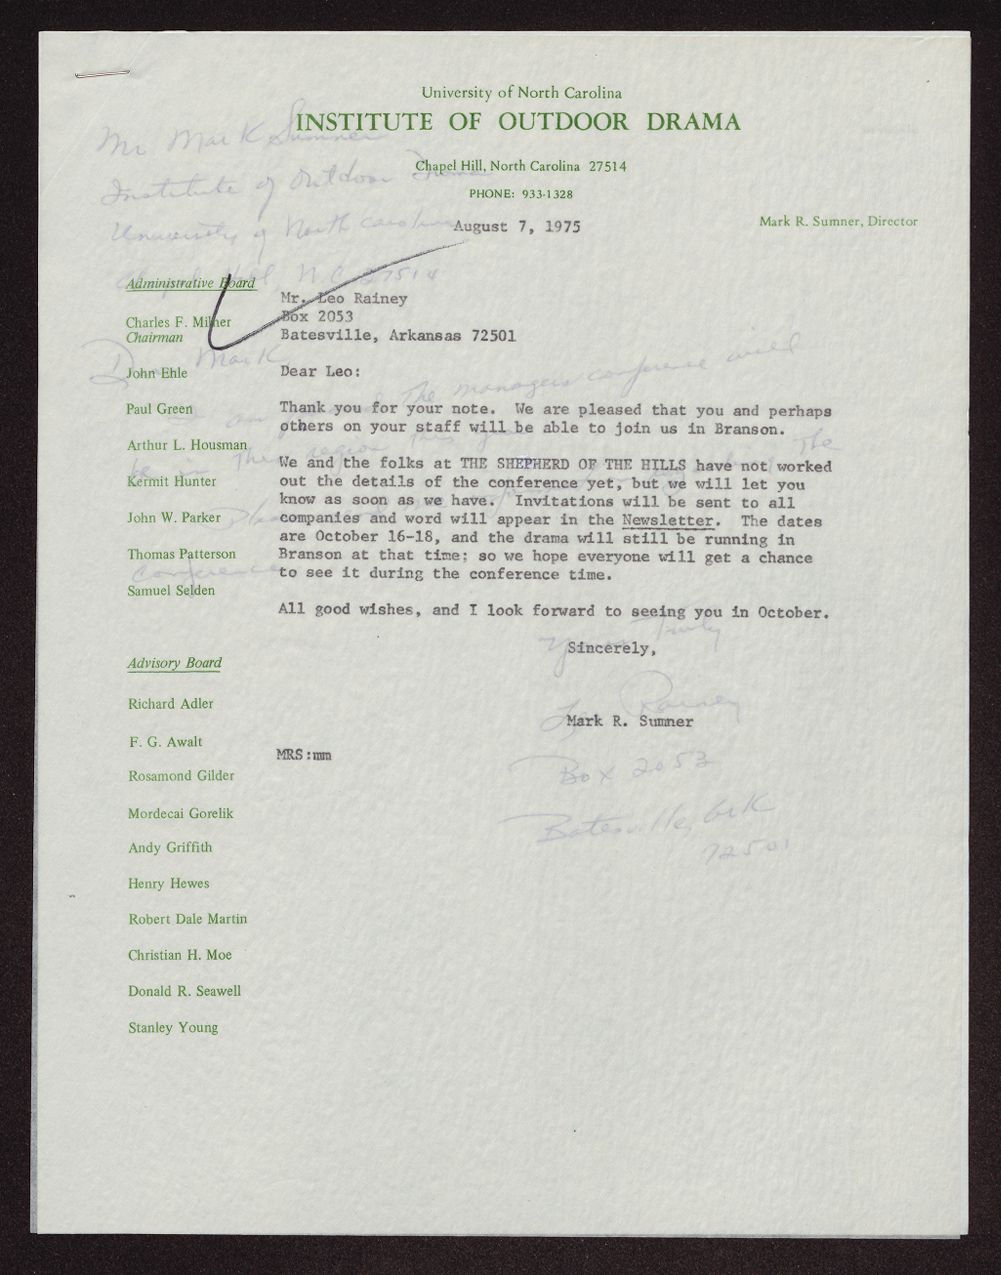 University of North Carolina
INSTITUTE OF OUTDOOR DRAMA
Chapel Hill, North Carolina 27514
PHONE: 933-1328
August 7, 1975
Mark R. Sumner, Director
Administrative Board
Charles F. Milner
Chairman
John Ehle
Paul Green
Arthur L. Housman
Kermit Hunter
John W. Parker
Thomas Patterson
Samuel Selden
Advisory Board
Richard Adler
F. G. Awalt
Rosamond Gilder
Mordecai Gorelik
Andy Griffith
Henry Hewes
Robert Dale Martin
Christian H. Moe
Donald R. Seawell
Stanley Young
Mr. Leo Rainey
Box 2053
Batesville, Arkansas 72501
Dear Leo:
Thank you for your note. We are pleased that you and perhaps
others on your staff will be able to join us in Branson.
We and the folks at THE SHEPHERD OF THE HILLS have not worked
out the details of the conference yet, but we will let you
know as soon as we have. Invitations will be sent to all
companies and word will appear in the Newsletter. The dates
are October 16-18, and the drama will still be running in
Branson at that time; so we hope everyone will get a chance
to see it during the conference time.
All good wishes, and I look forward to seeing you in October.
Sincerely,
Mark R. Sumner
MRS:mm
Mr Mark Sumner
Institute of Outdoor Drama
University of North Carolina
Chapel Hill, N.C. 27514
Dear Mark
I am the managers conference will
be in the region this the
conference
Yours Truly
Leo Rainey
Box 2053
Batesville, Ark
72501